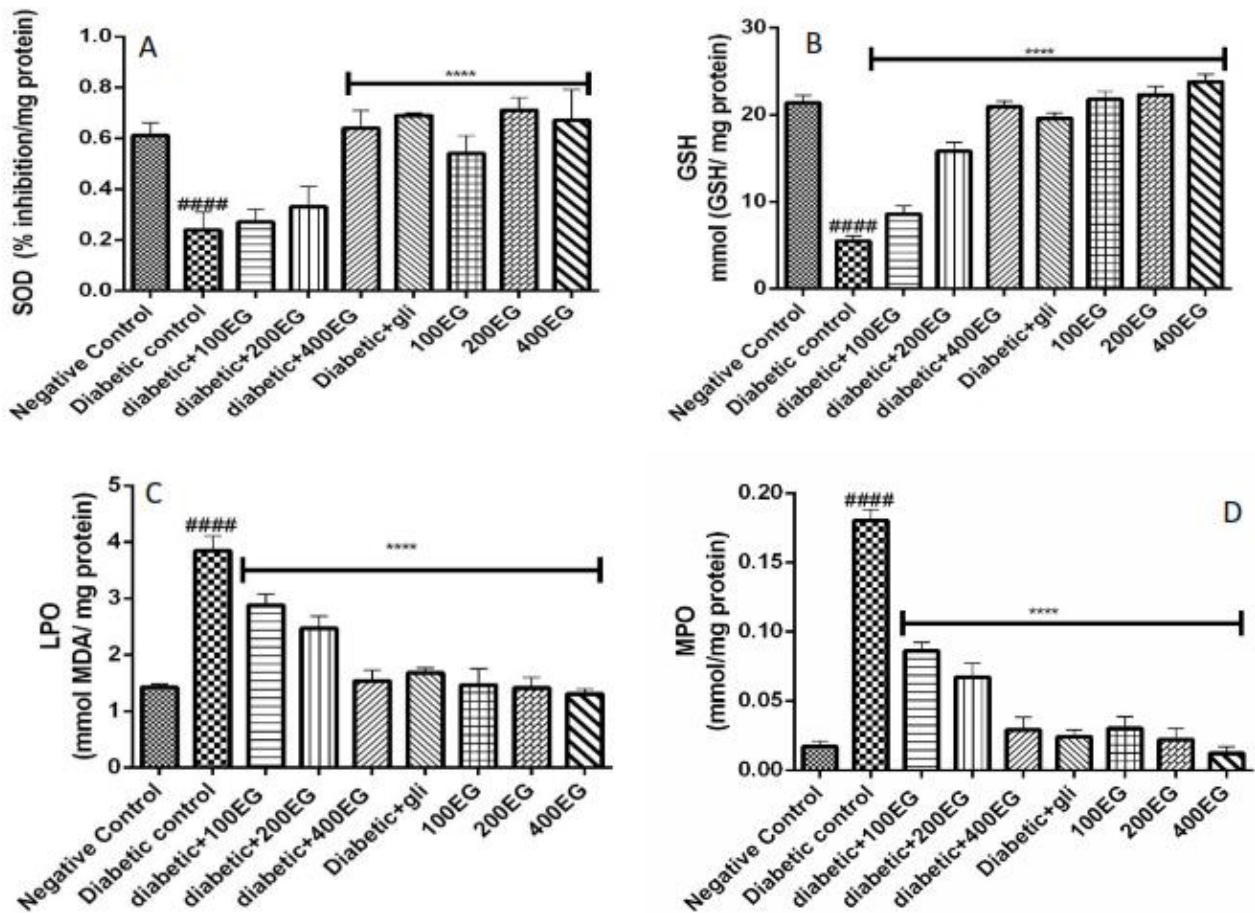 A
SOD (% inhibition/mg protein)
1.0
0.8
0.6
0.4
0.2
0.0
####
****
Negative Control
Diabetic control
diabetic+100EG
diabetic+200EG
diabetic+400EG
Diabetic+gli
100EG
200EG
400EG
B
GSH
mmol (GSH/ mg protein)
30
20
10
0
####
****
Negative Control
Diabetic control
diabetic+100EG
diabetic+200EG
diabetic+400EG
Diabetic+gli
100EG
200EG
400EG
C
LPO
(mmol MDA/ mg protein)
5
4
3
2
1
0
####
****
Negative Control
Diabetic control
diabetic+100EG
diabetic+200EG
diabetic+400EG
Diabetic+gli
100EG
200EG
400EG
D
MPO
(mmol/mg protein)
0.20
0.15
0.10
0.05
0.00
####
****
Negative Control
Diabetic control
diabetic+100EG
diabetic+200EG
diabetic+400EG
Diabetic+gli
100EG
200EG
400EG